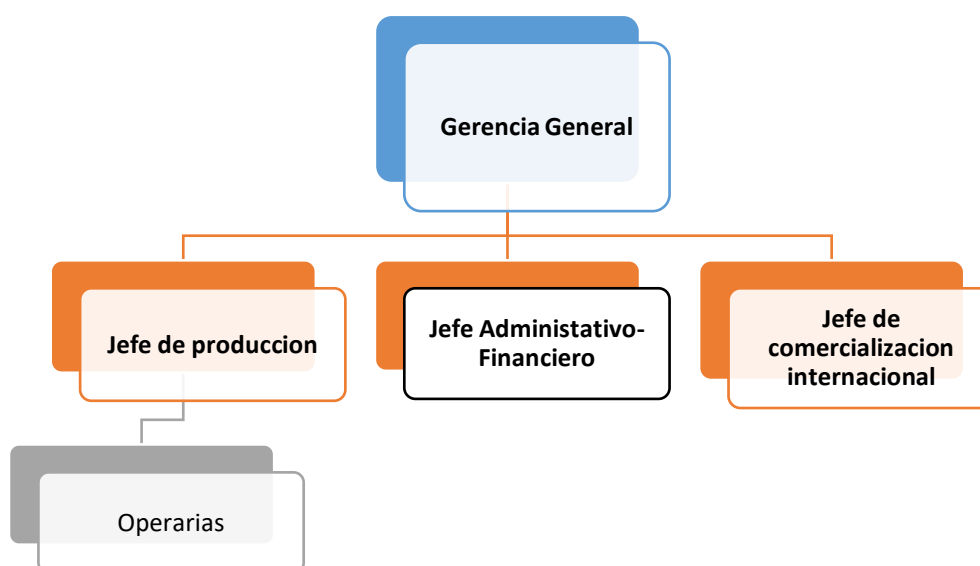 Gerencia General
Jefe de produccion
Jefe Administativo-
Financiero
Jefe de
comercializacion
internacional
Operarias